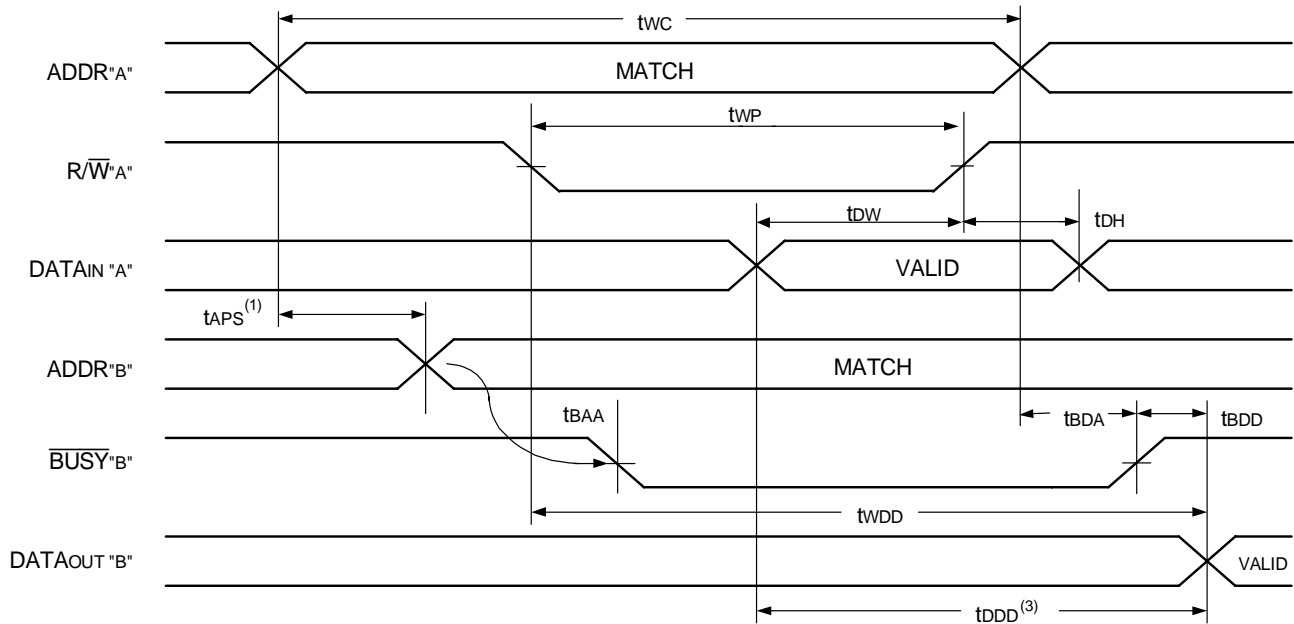 tWC
ADDR"A"
MATCH
tWP
R/W̅"A"
tDW
tDH
DATAIN "A"
VALID
tAPS(1)
ADDR"B"
MATCH
tBAA
tBDA
tBDD
B̅U̅S̅Y̅"B"
tWDD
DATAOUT "B"
VALID
tDDD(3)